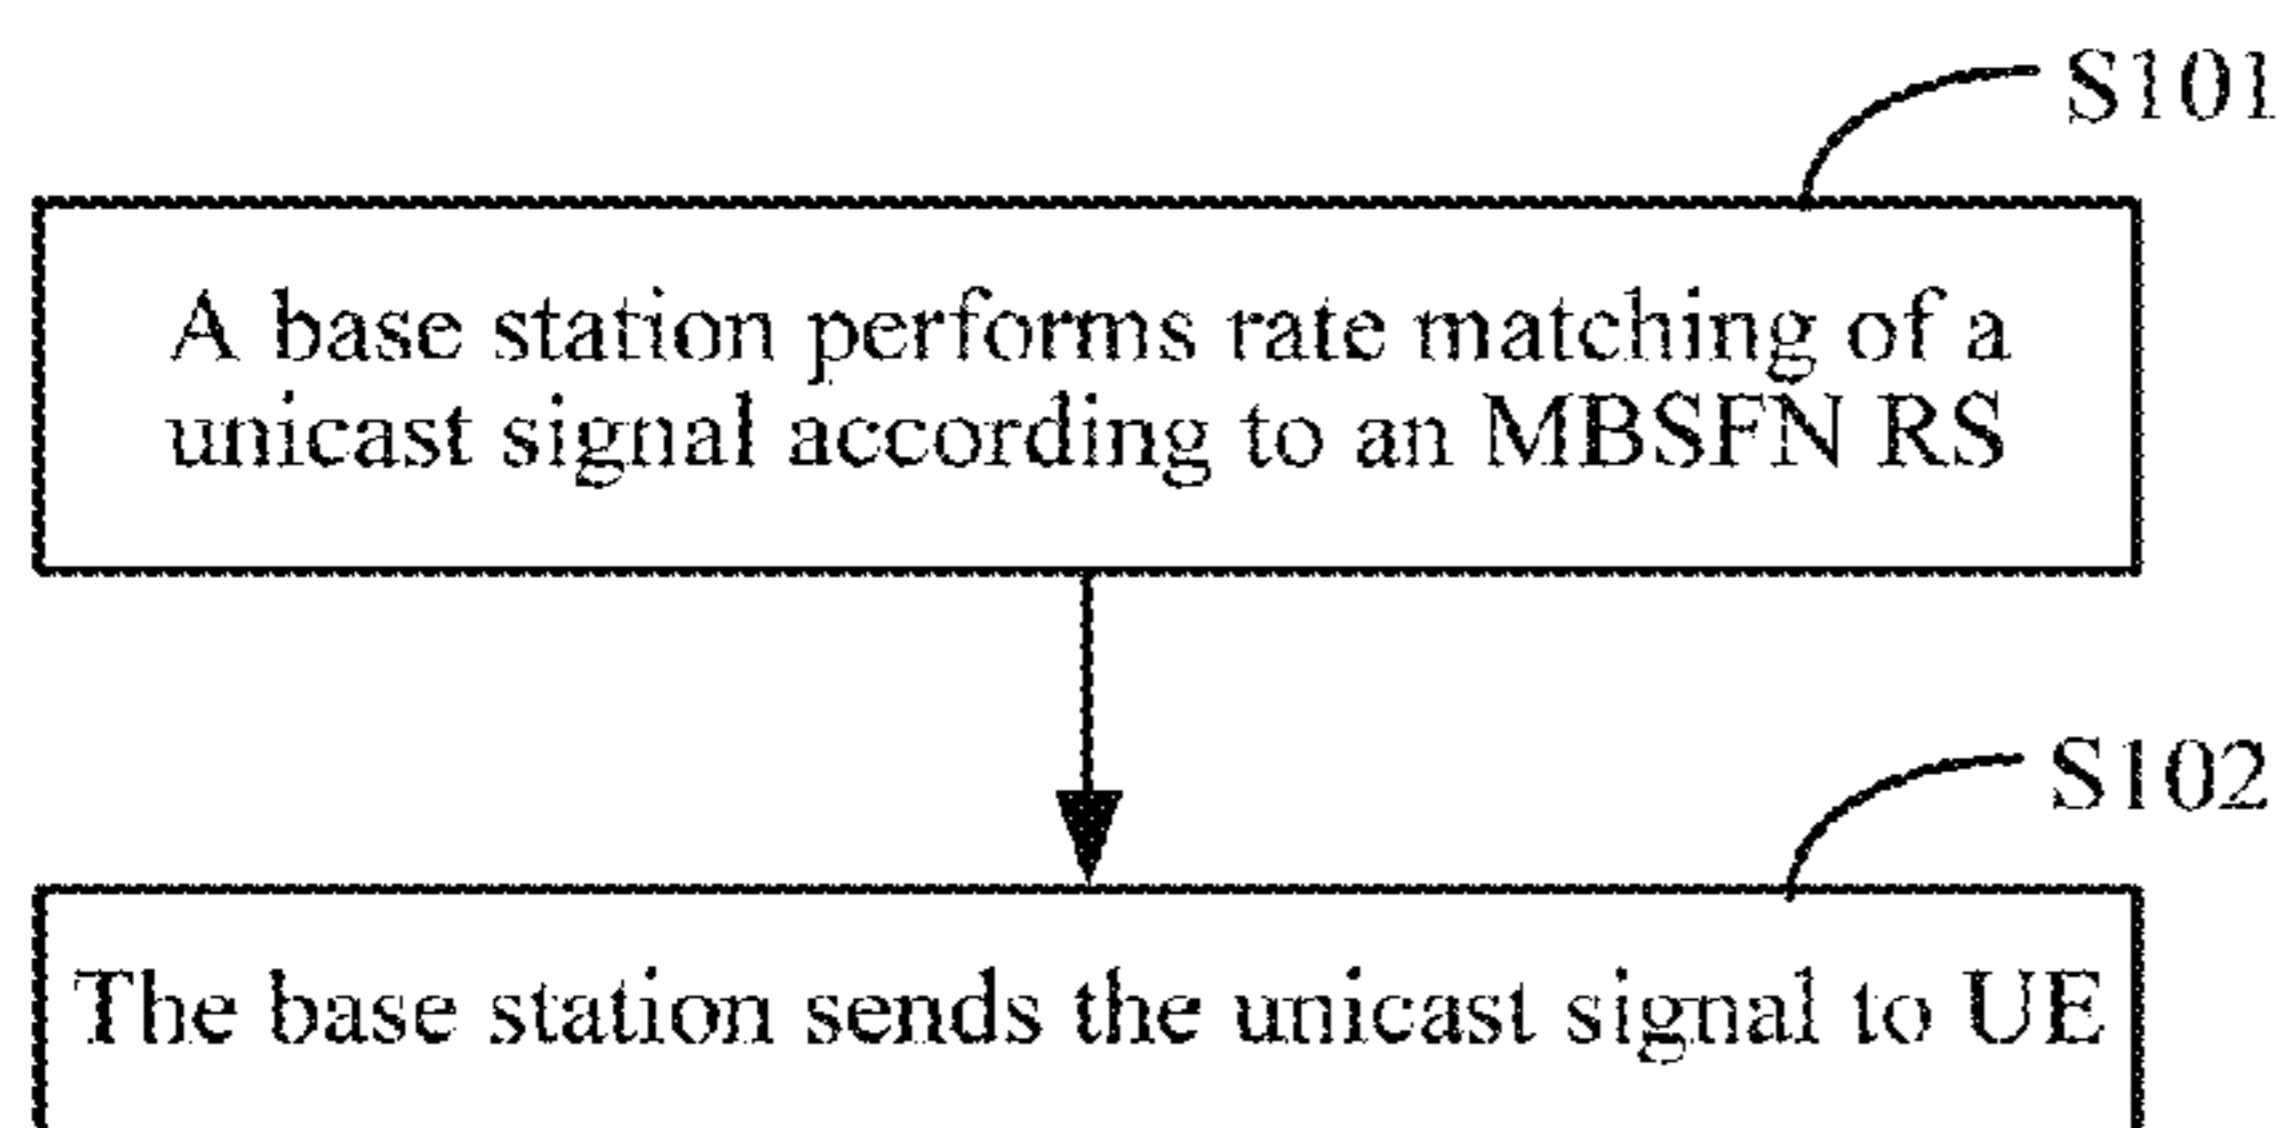 S101
A base station performs rate matching of a
unicast signal according to an MBSFN RS
S102
The base station sends the unicast signal to UE